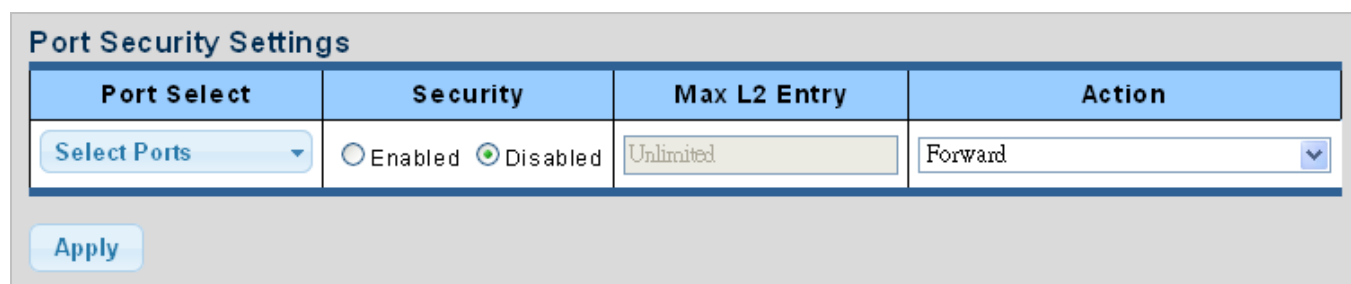 Port Security Settings
Port Select Security Max L2 Entry Action
Select Ports Enabled Disabled Unlimited Forward
Apply